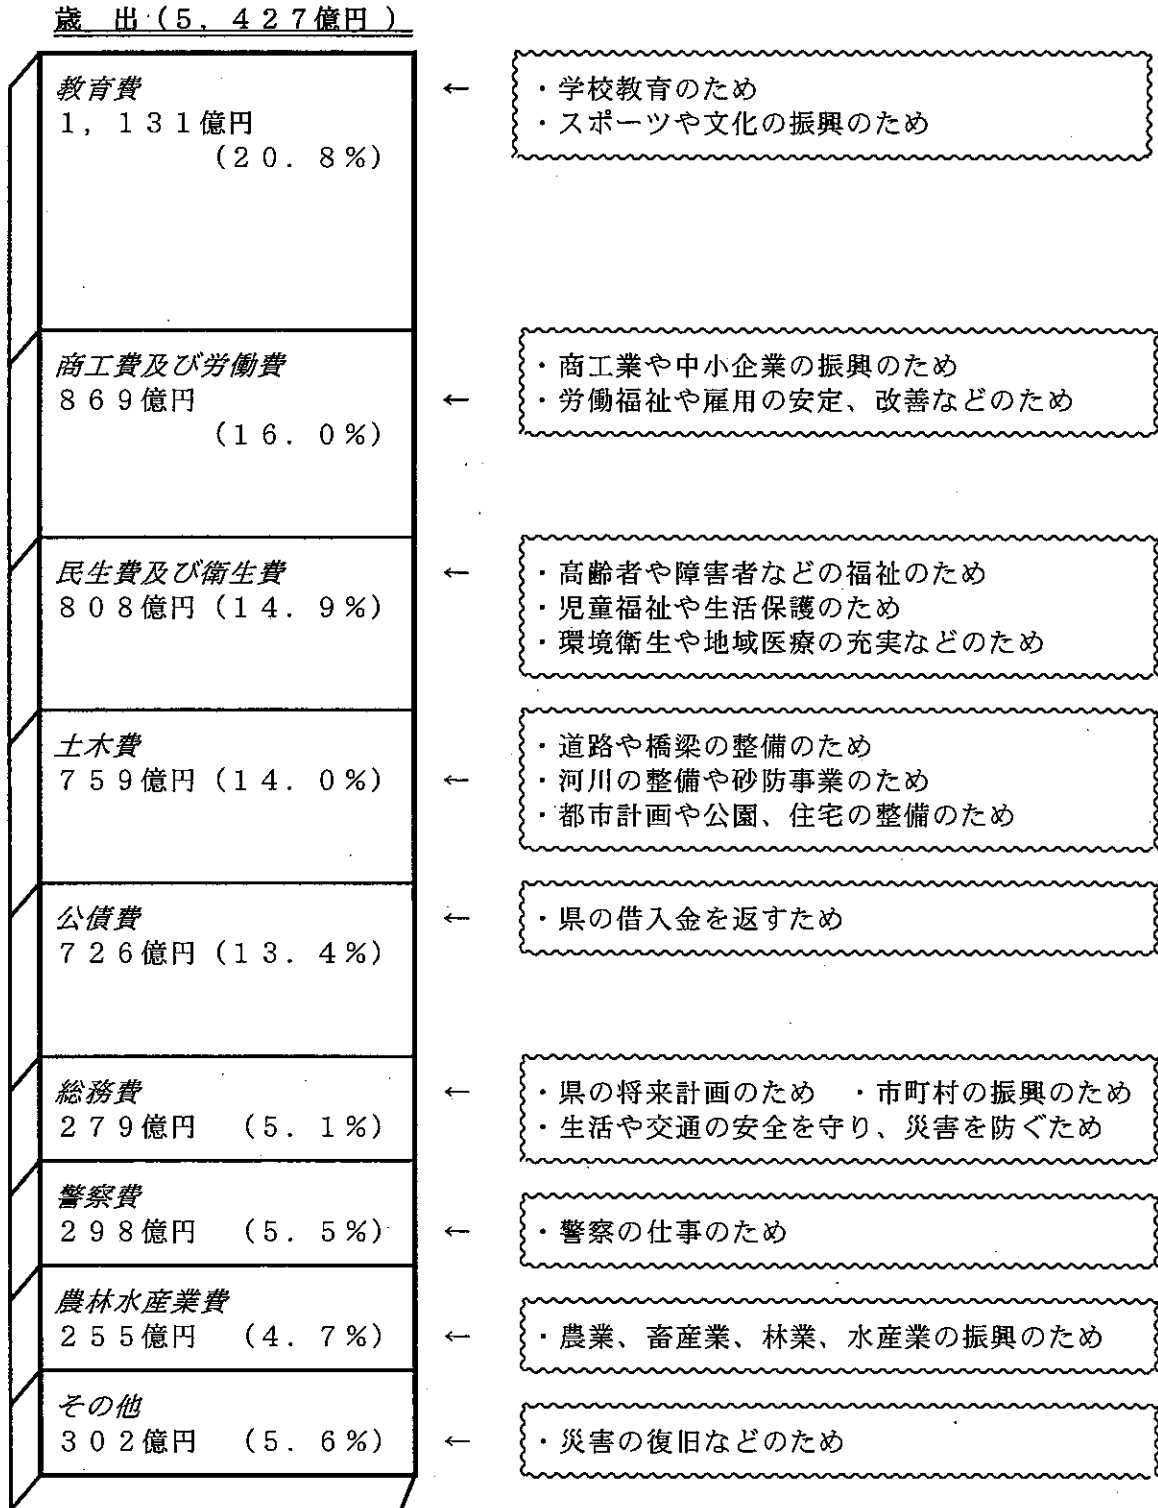 歳 出(5,427億円)
教育費
1,131億円
(20.8%)
← ・学校教育のため
・スポーツや文化の振興のため
商工費及び労働費
869億円
(16.0%)
← ・商工業や中小企業の振興のため
・労働福祉や雇用の安定、改善などのため
民生費及び衛生費
808億円(14.9%)
← ・高齢者や障害者などの福祉のため
・児童福祉や生活保護のため
・環境衛生や地域医療の充実などのため
土木費
759億円(14.0%)
← ・道路や橋梁の整備のため
・河川の整備や砂防事業のため
・都市計画や公園、住宅の整備のため
公債費
726億円(13.4%)
← ・県の借入金を返すため
総務費
279億円 (5.1%)
← ・県の将来計画のため ・市町村の振興のため
・生活や交通の安全を守り、災害を防ぐため
警察費
298億円 (5.5%)
← ・警察の仕事のため
農林水産業費
255億円 (4.7%)
← ・農業、畜産業、林業、水産業の振興のため
その他
302億円 (5.6%)
← ・災害の復旧などのため